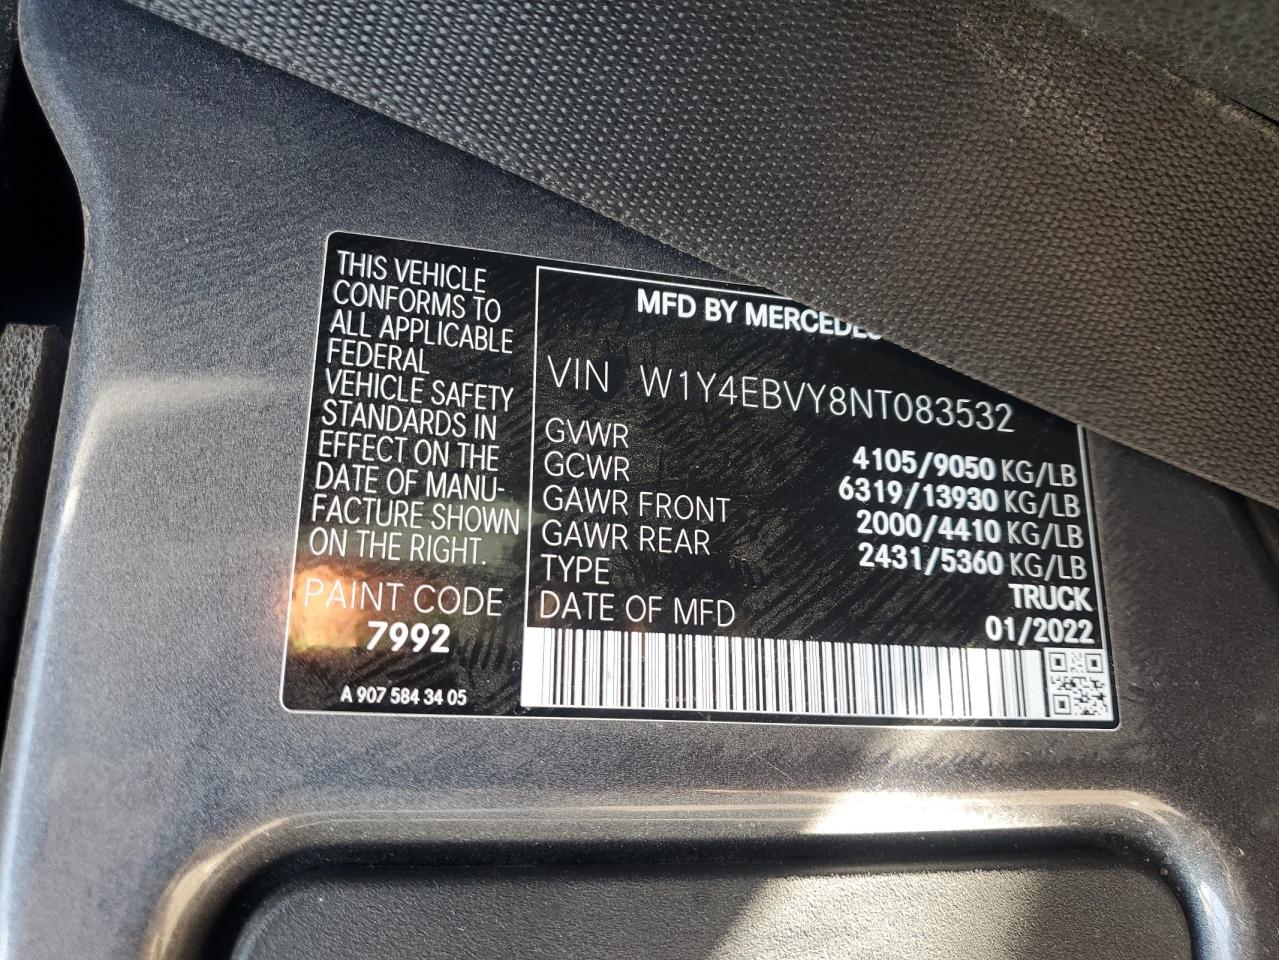 THIS VEHICLE
CONFORMS TO
ALL APPLICABLE
FEDERAL
VEHICLE SAFETY
STANDARDS IN
EFFECT ON THE
DATE OF MANU-
FACTURE SHOWN
ON THE RIGHT.
PAINT CODE
7992
A 907 584 34 05
MFD BY MERCEDES
VIN W1Y4EBVY8NT083532
GVWR 4105/9050 KG/LB
GCWR 6319/13930 KG/LB
GAWR FRONT 2000/4410 KG/LB
GAWR REAR 2431/5360 KG/LB
TYPE TRUCK
DATE OF MFD 01/2022